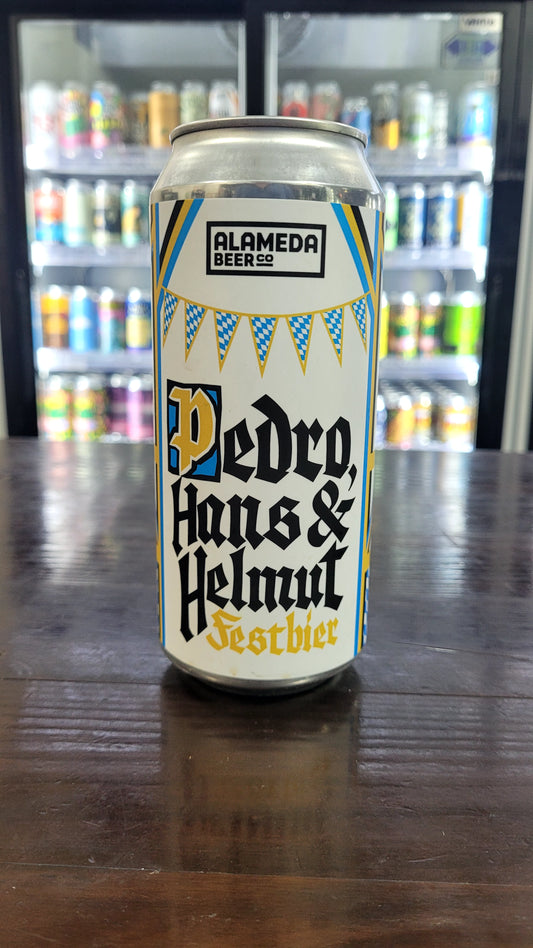 ALAMEDA
BEER CO
Pedro,
Hans &
Helmut
Festbier